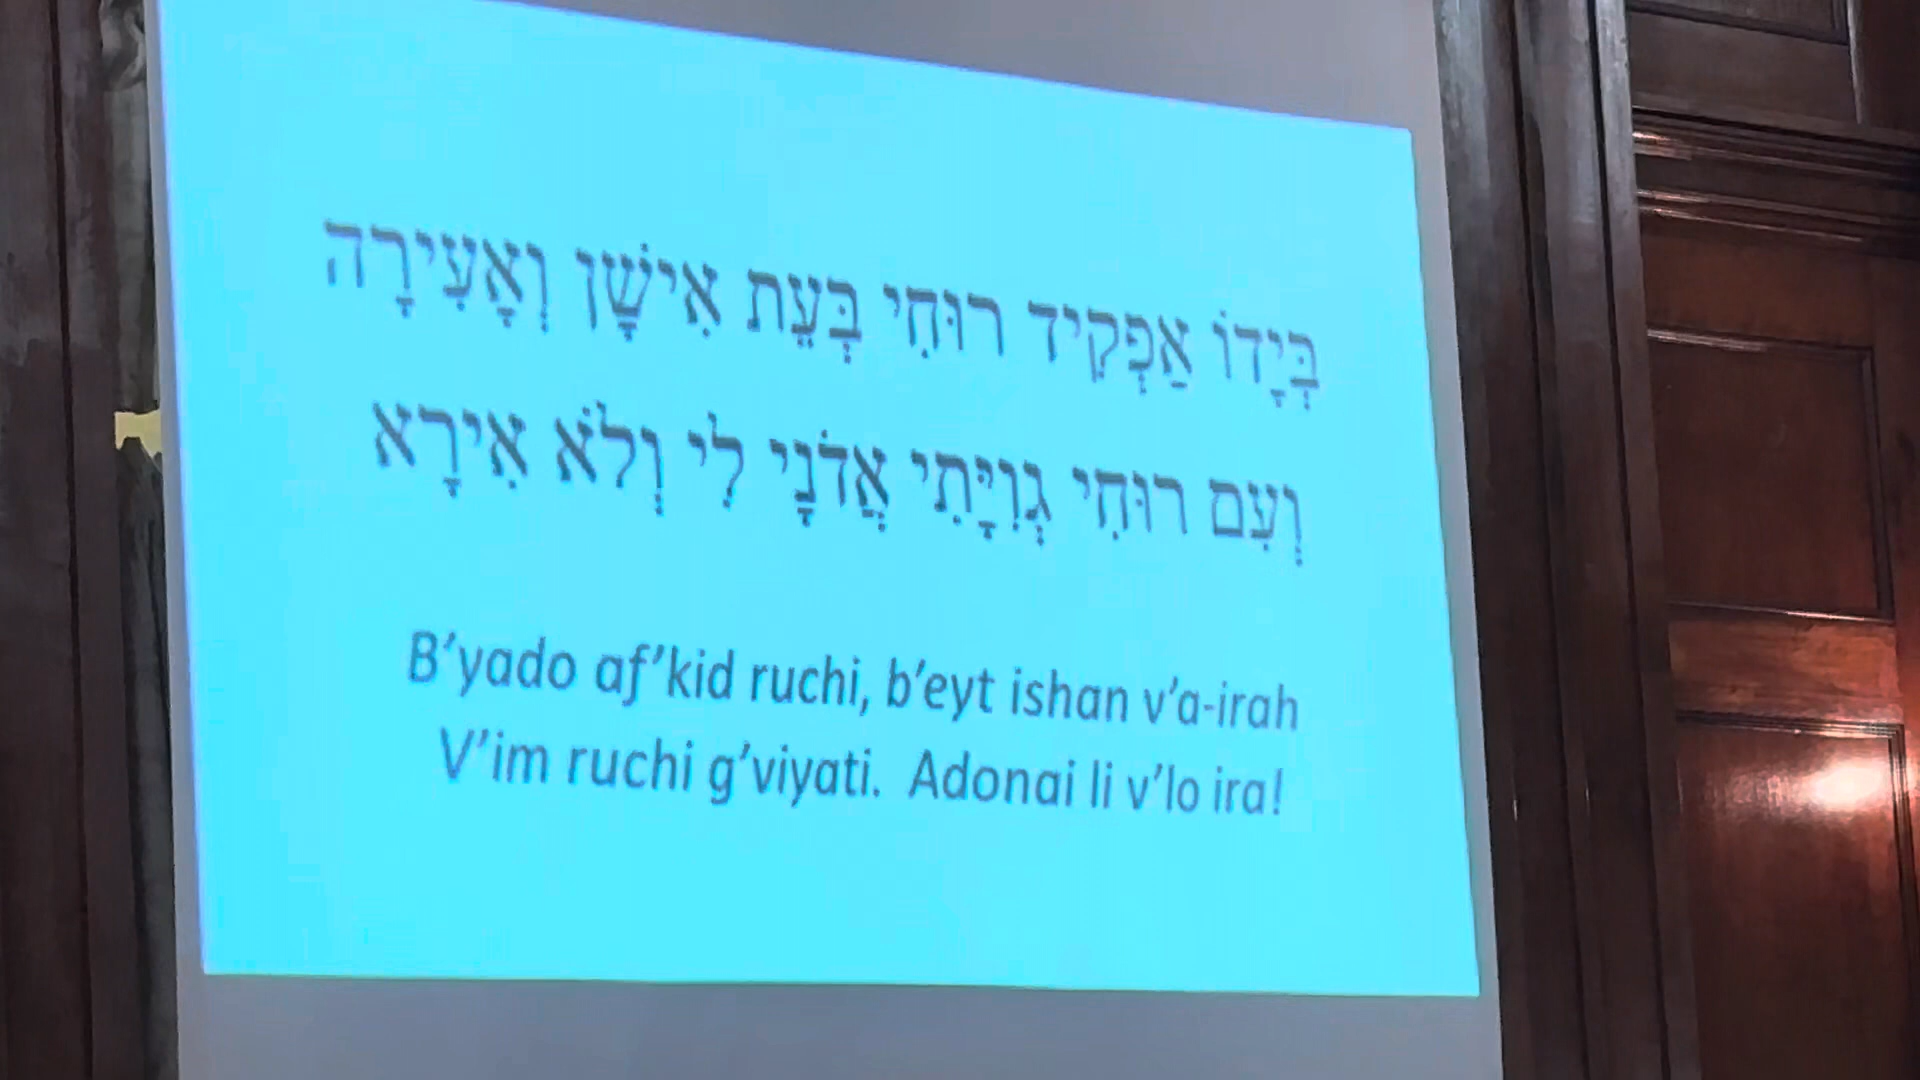 בְּיָדוֹ אַפְקִיד רוּחִי בְּעֵת אִישָׁן וְאָעִירָה
וְעִם רוּחִי גְוִיָּתִי אֲדֹנָי לִי וְלֹא אִירָא
B'yado af'kid ruchi, b'eyt ishan v'a-irah
V'im ruchi g'viyati. Adonai li v'lo ira!